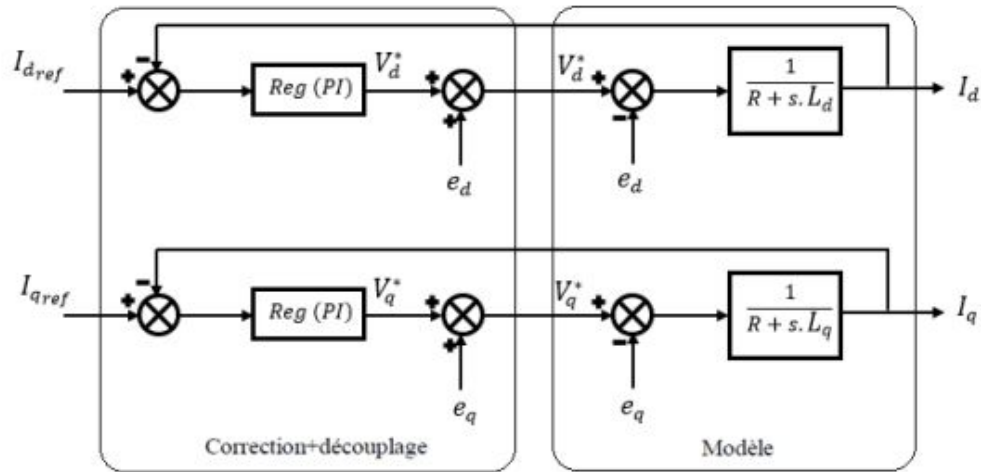 I_dref
+
−
Reg (PI)
V_d^*
+
+
e_d
V_d^*
+
−
e_d
1
R + s.L_d
I_d
I_qref
+
−
Reg (PI)
V_q^*
+
+
e_q
V_q^*
+
−
e_q
1
R + s.L_q
I_q
Correction+découplage
Modèle